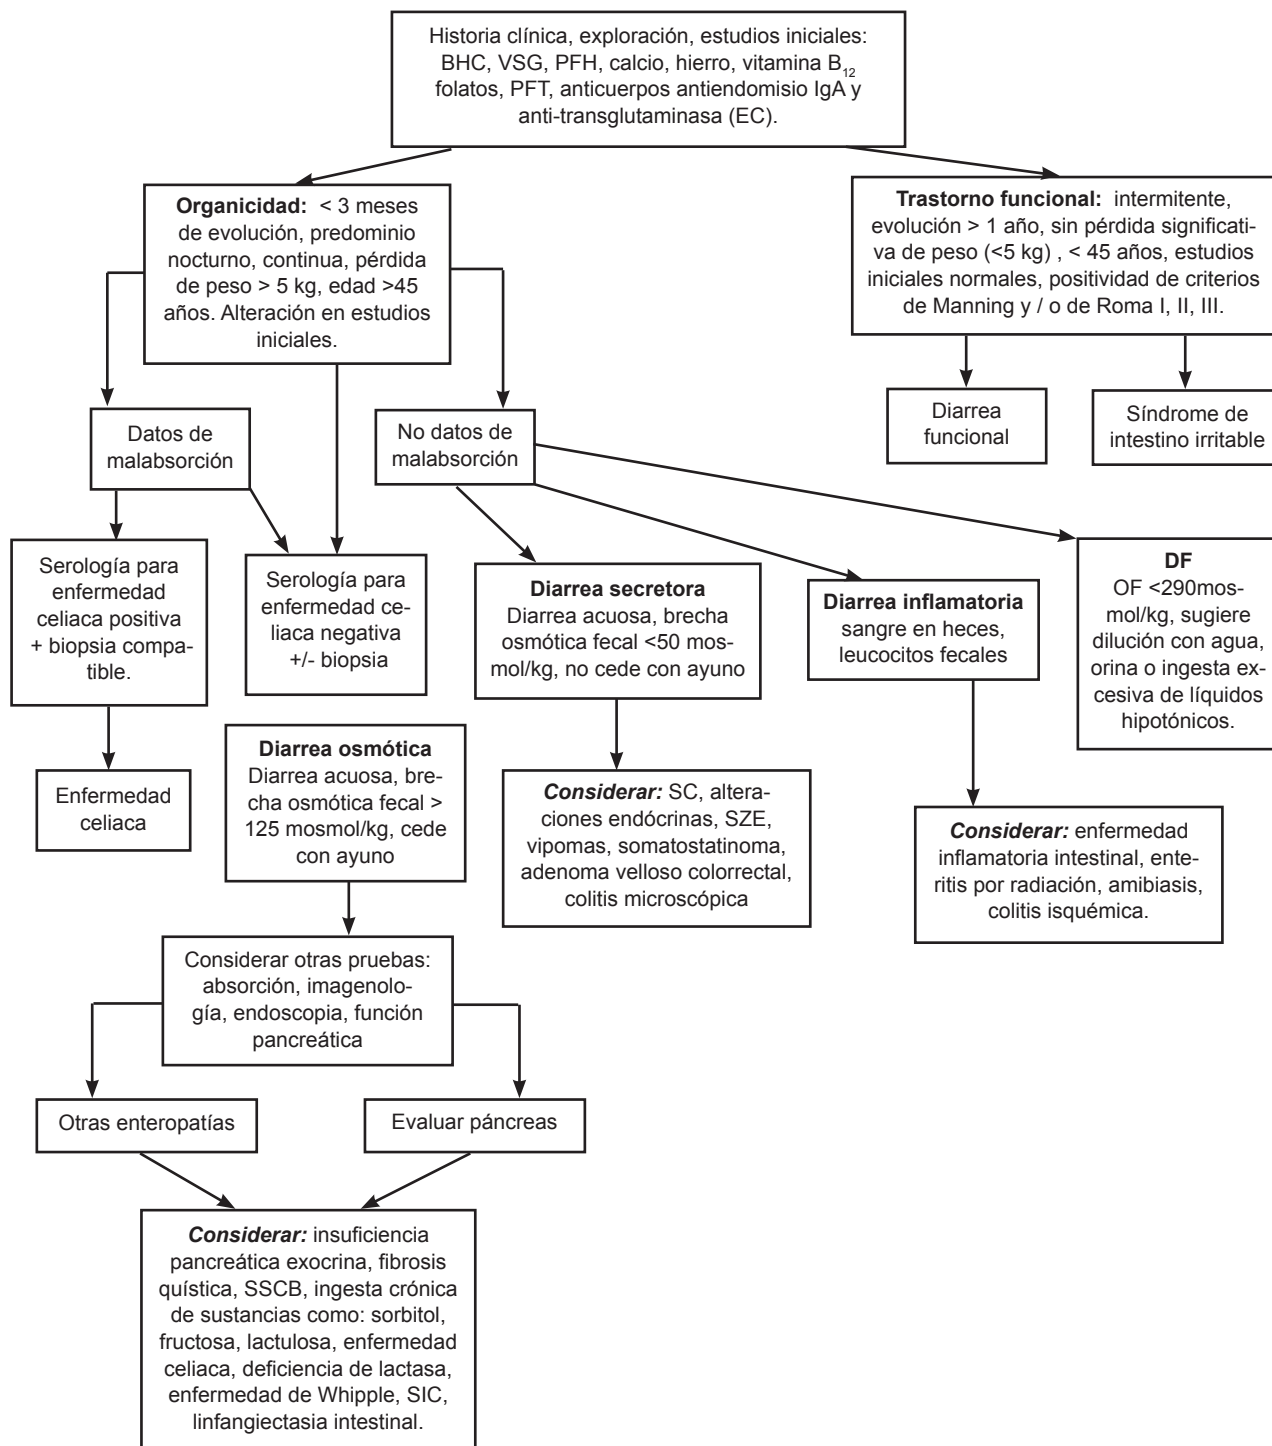 Historia clínica, exploración, estudios iniciales:
BHC, VSG, PFH, calcio, hierro, vitamina B12
folatos, PFT, anticuerpos antiendomisio IgA y
anti-transglutaminasa (EC).
Organicidad: < 3 meses
de evolución, predominio
nocturno, continua, pérdida
de peso > 5 kg, edad >45
años. Alteración en estudios
iniciales.
Trastorno funcional: intermitente,
evolución > 1 año, sin pérdida significati-
va de peso (<5 kg) , < 45 años, estudios
iniciales normales, positividad de criterios
de Manning y / o de Roma I, II, III.
Datos de
malabsorción
No datos de
malabsorción
Diarrea
funcional
Síndrome de
intestino irritable
Serología para
enfermedad
celiaca positiva
+ biopsia compa-
tible.
Serología para
enfermedad ce-
liaca negativa
+/- biopsia
Diarrea secretora
Diarrea acuosa, brecha
osmótica fecal <50 mos-
mol/kg, no cede con ayuno
Diarrea inflamatoria
sangre en heces,
leucocitos fecales
DF
OF <290mos-
mol/kg, sugiere
dilución con agua,
orina o ingesta ex-
cesiva de líquidos
hipotónicos.
Enfermedad
celiaca
Diarrea osmótica
Diarrea acuosa, bre-
cha osmótica fecal >
125 mosmol/kg, cede
con ayuno
Considerar: SC, altera-
ciones endócrinas, SZE,
vipomas, somatostatinoma,
adenoma velloso colorrectal,
colitis microscópica
Considerar: enfermedad
inflamatoria intestinal, ente-
ritis por radiación, amibiasis,
colitis isquémica.
Considerar otras pruebas:
absorción, imagenolo-
gía, endoscopia, función
pancreática
Otras enteropatías
Evaluar páncreas
Considerar: insuficiencia
pancreática exocrina, fibrosis
quística, SSCB, ingesta crónica
de sustancias como: sorbitol,
fructosa, lactulosa, enfermedad
celiaca, deficiencia de lactasa,
enfermedad de Whipple, SIC,
linfangiectasia intestinal.